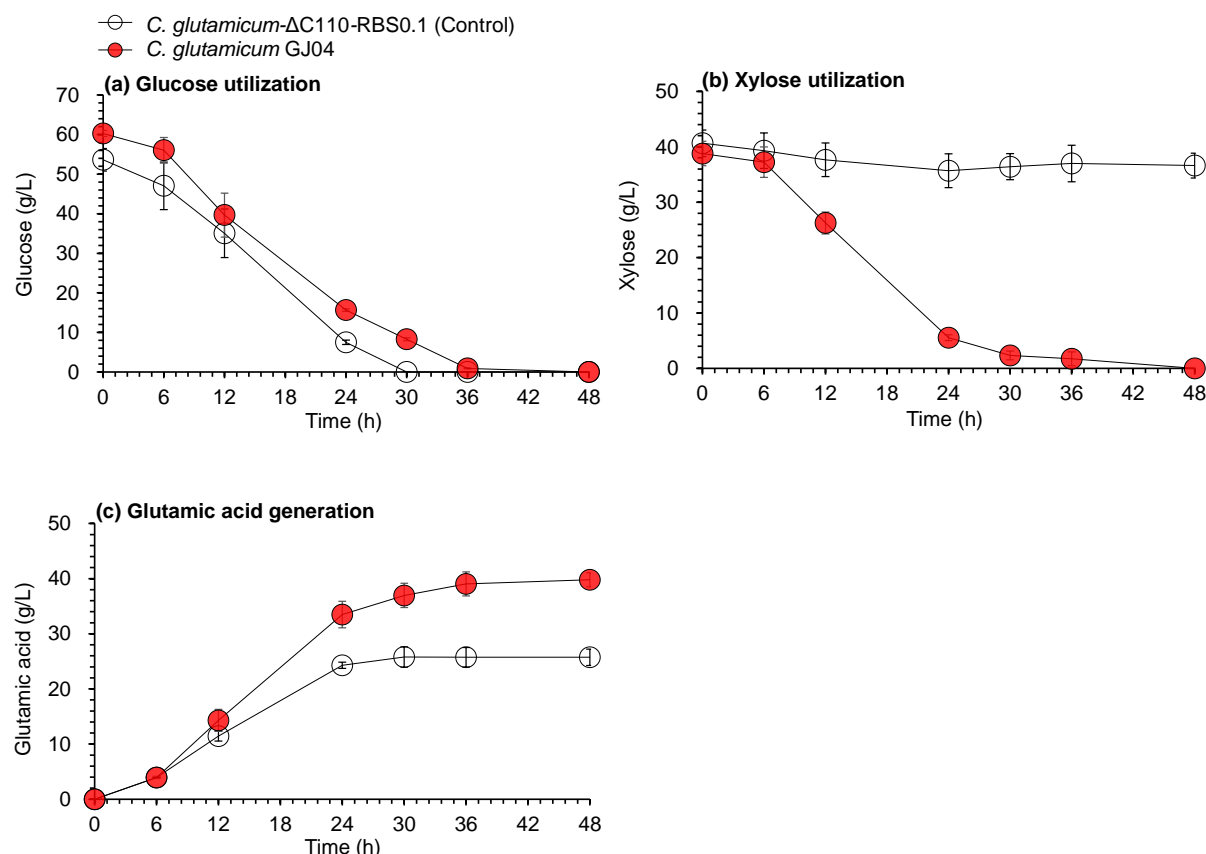 C. glutamicum-ΔC110-RBS0.1 (Control)
C. glutamicum GJ04
(a) Glucose utilization
70
60
50
40
30
20
10
0
Glucose (g/L)
0 6 12 18 24 30 36 42 48
Time (h)
(b) Xylose utilization
50
40
30
20
10
0
Xylose (g/L)
0 6 12 18 24 30 36 42 48
Time (h)
(c) Glutamic acid generation
50
40
30
20
10
0
Glutamic acid (g/L)
0 6 12 18 24 30 36 42 48
Time (h)